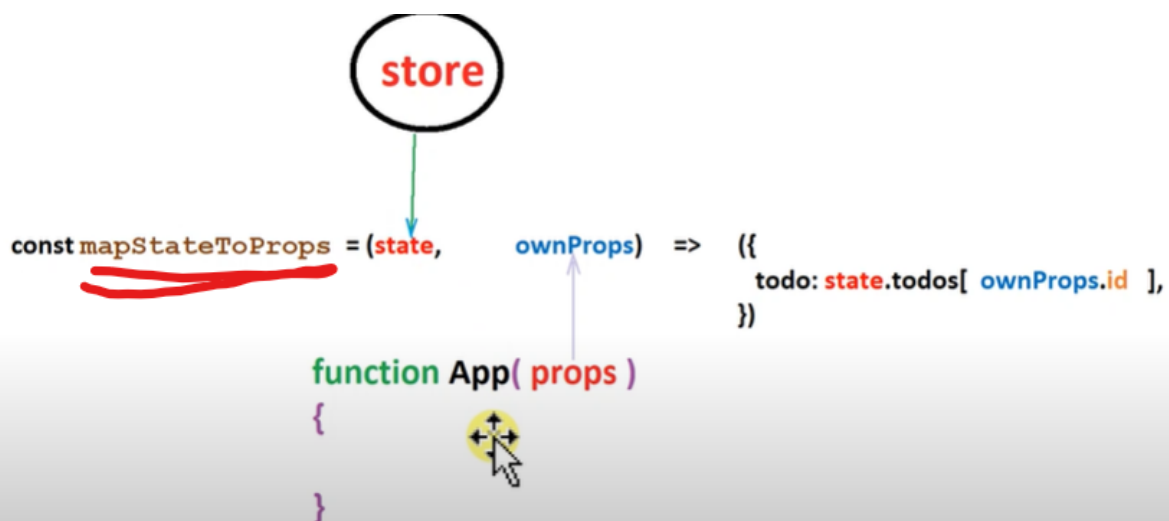 store
const mapStateToProps = (state, ownProps) => ({
todo: state.todos[ ownProps.id ],
})
function App( props )
{
}